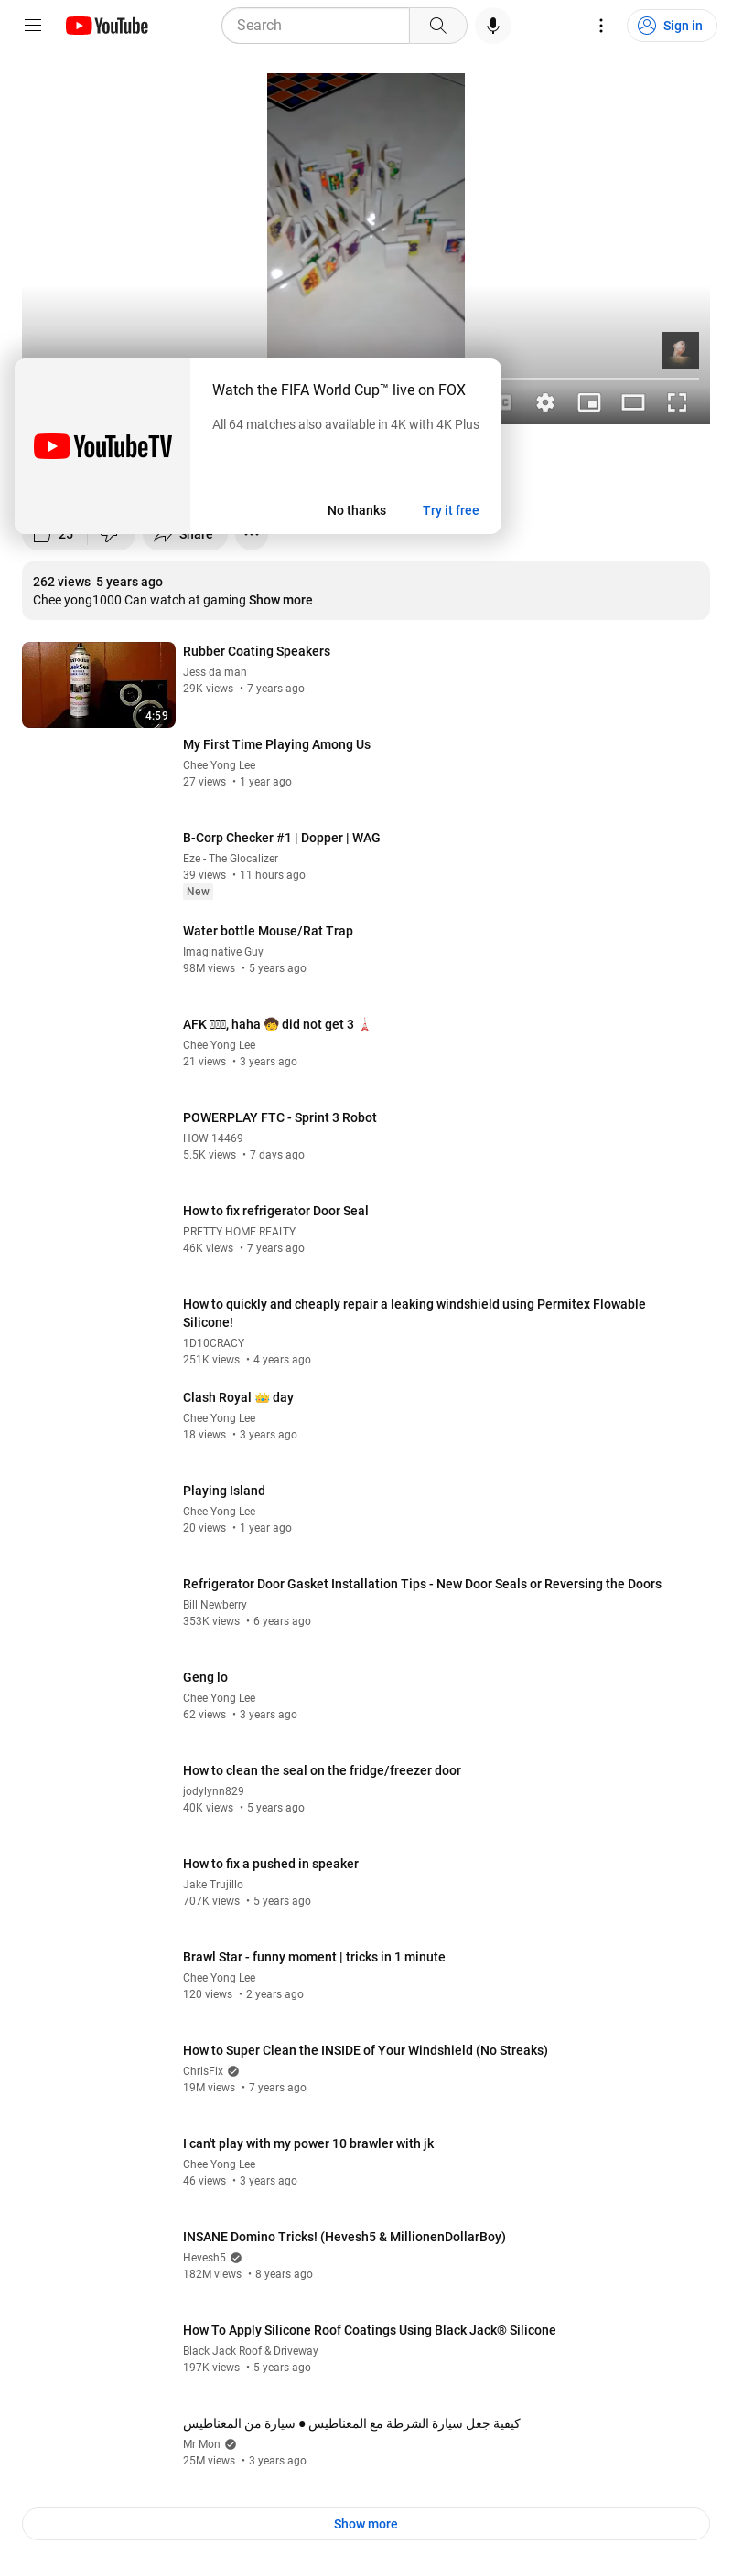 YouTube
Search
Sign in
Watch the FIFA World Cup™ live on FOX
All 64 matches also available in 4K with 4K Plus
YouTubeTV
No thanks
Try it free
25
Share
262 views 5 years ago
Chee yong1000 Can watch at gaming Show more
4:59
Rubber Coating Speakers
Jess da man
29K views • 7 years ago
My First Time Playing Among Us
Chee Yong Lee
27 views • 1 year ago
B-Corp Checker #1 | Dopper | WAG
Eze - The Glocalizer
39 views • 11 hours ago
New
Water bottle Mouse/Rat Trap
Imaginative Guy
98M views • 5 years ago
AFK , haha 🧒 did not get 3 🗼
Chee Yong Lee
21 views • 3 years ago
POWERPLAY FTC - Sprint 3 Robot
HOW 14469
5.5K views • 7 days ago
How to fix refrigerator Door Seal
PRETTY HOME REALTY
46K views • 7 years ago
How to quickly and cheaply repair a leaking windshield using Permitex Flowable
Silicone!
1D10CRACY
251K views • 4 years ago
Clash Royal 👑 day
Chee Yong Lee
18 views • 3 years ago
Playing Island
Chee Yong Lee
20 views • 1 year ago
Refrigerator Door Gasket Installation Tips - New Door Seals or Reversing the Doors
Bill Newberry
353K views • 6 years ago
Geng lo
Chee Yong Lee
62 views • 3 years ago
How to clean the seal on the fridge/freezer door
jodylynn829
40K views • 5 years ago
How to fix a pushed in speaker
Jake Trujillo
707K views • 5 years ago
Brawl Star - funny moment | tricks in 1 minute
Chee Yong Lee
120 views • 2 years ago
How to Super Clean the INSIDE of Your Windshield (No Streaks)
ChrisFix
19M views • 7 years ago
I can't play with my power 10 brawler with jk
Chee Yong Lee
46 views • 3 years ago
INSANE Domino Tricks! (Hevesh5 & MillionenDollarBoy)
Hevesh5
182M views • 8 years ago
How To Apply Silicone Roof Coatings Using Black Jack® Silicone
Black Jack Roof & Driveway
197K views • 5 years ago
كيفية جعل سيارة الشرطة مع المغناطيس ● سيارة من المغناطيس
Mr Mon
25M views • 3 years ago
Show more